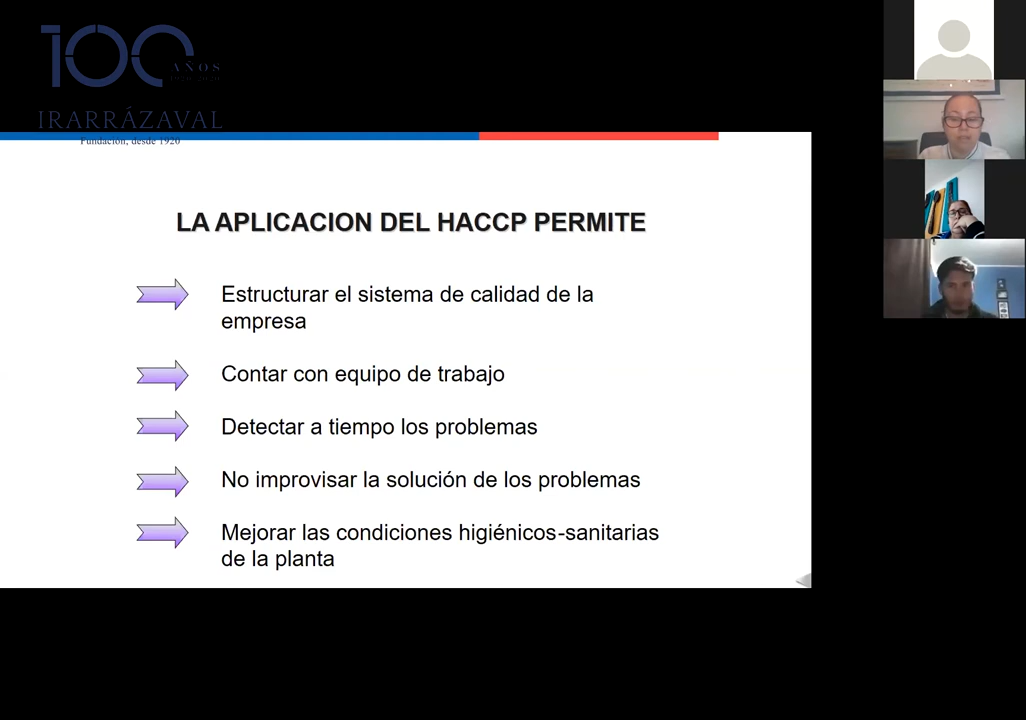 100
AÑOS
IRARRÁZAVAL
Fundación, desde 1920
LA APLICACION DEL HACCP PERMITE
Estructurar el sistema de calidad de la
empresa
Contar con equipo de trabajo
Detectar a tiempo los problemas
No improvisar la solución de los problemas
Mejorar las condiciones higiénicos-sanitarias
de la planta